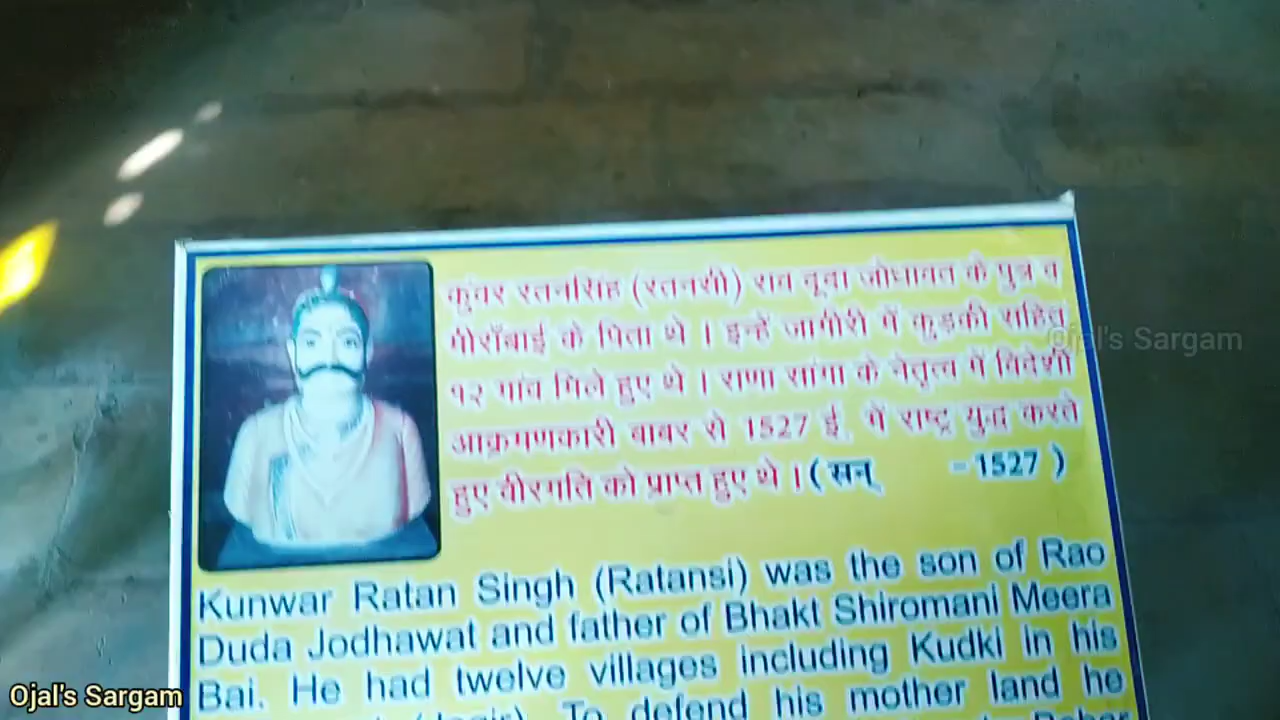 कुंवर रतनसिंह (रतनसी) राव दूदा जोधावत के पुत्र व
मीराँबाई के पिता थे । इन्हें जागीरी में कुड़की सहित
१२ गांव मिले हुए थे । राणा सांगा के नेतृत्व में विदेशी
आक्रमणकारी बाबर से 1527 ई. में राष्ट्र युद्ध करते
हुए वीरगति को प्राप्त हुए थे । ( सन् -1527 )
Kunwar Ratan Singh (Ratansi) was the son of Rao
Duda Jodhawat and father of Bhakt Shiromani Meera
Bai. He had twelve villages including Kudki in his
(Jagir). To defend his mother land he
Babar
Ojal's Sargam
Ojal's Sargam